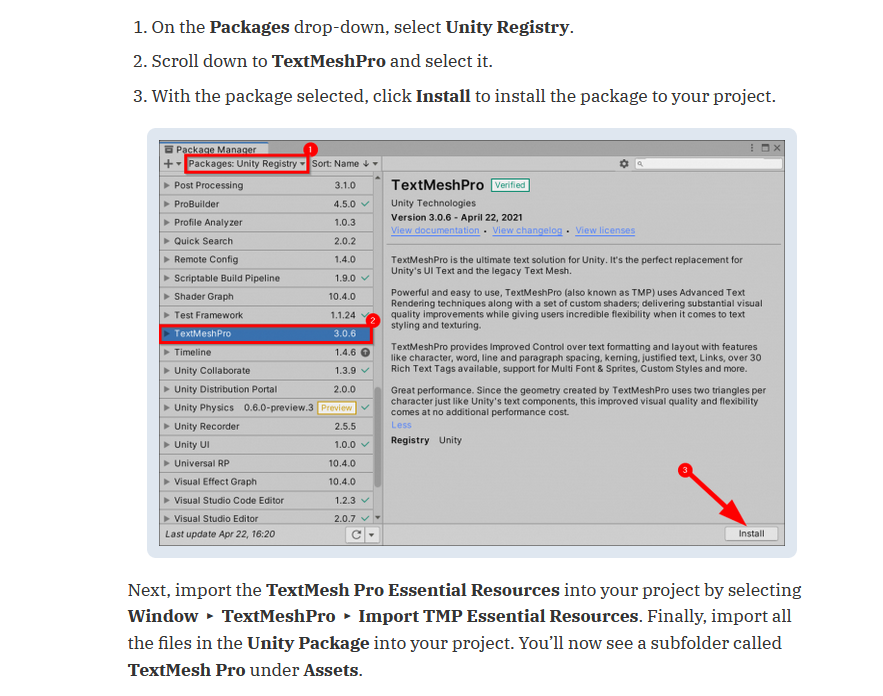 1. On the Packages drop-down, select Unity Registry.
2. Scroll down to TextMeshPro and select it.
3. With the package selected, click Install to install the package to your project.
Package Manager
1
Packages: Unity Registry
Sort: Name ↓
Post Processing 3.1.0
ProBuilder 4.5.0
Profile Analyzer 1.0.3
Quick Search 2.0.2
Remote Config 1.4.0
Scriptable Build Pipeline 1.9.0
Shader Graph 10.4.0
Test Framework 1.1.24
2
TextMeshPro 3.0.6
Timeline 1.4.6
Unity Collaborate 1.3.9
Unity Distribution Portal 2.0.0
Unity Physics 0.6.0-preview.3 Preview
Unity Recorder 2.5.5
Unity UI 1.0.0
Universal RP 10.4.0
Visual Effect Graph 10.4.0
Visual Studio Code Editor 1.2.3
Visual Studio Editor 2.0.7
Last update Apr 22, 16:20
TextMeshPro Verified
Unity Technologies
Version 3.0.6 - April 22, 2021
View documentation • View changelog • View licenses
TextMeshPro is the ultimate text solution for Unity. It's the perfect replacement for
Unity's UI Text and the legacy Text Mesh.
Powerful and easy to use, TextMeshPro (also known as TMP) uses Advanced Text
Rendering techniques along with a set of custom shaders; delivering substantial visual
quality improvements while giving users incredible flexibility when it comes to text
styling and texturing.
TextMeshPro provides Improved Control over text formatting and layout with features
like character, word, line and paragraph spacing, kerning, justified text, Links, over 30
Rich Text Tags available, support for Multi Font & Sprites, Custom Styles and more.
Great performance. Since the geometry created by TextMeshPro uses two triangles per
character just like Unity's text components, this improved visual quality and flexibility
comes at no additional performance cost.
Less
Registry Unity
3
Install
Next, import the TextMesh Pro Essential Resources into your project by selecting
Window ▸ TextMeshPro ▸ Import TMP Essential Resources. Finally, import all
the files in the Unity Package into your project. You’ll now see a subfolder called
TextMesh Pro under Assets.